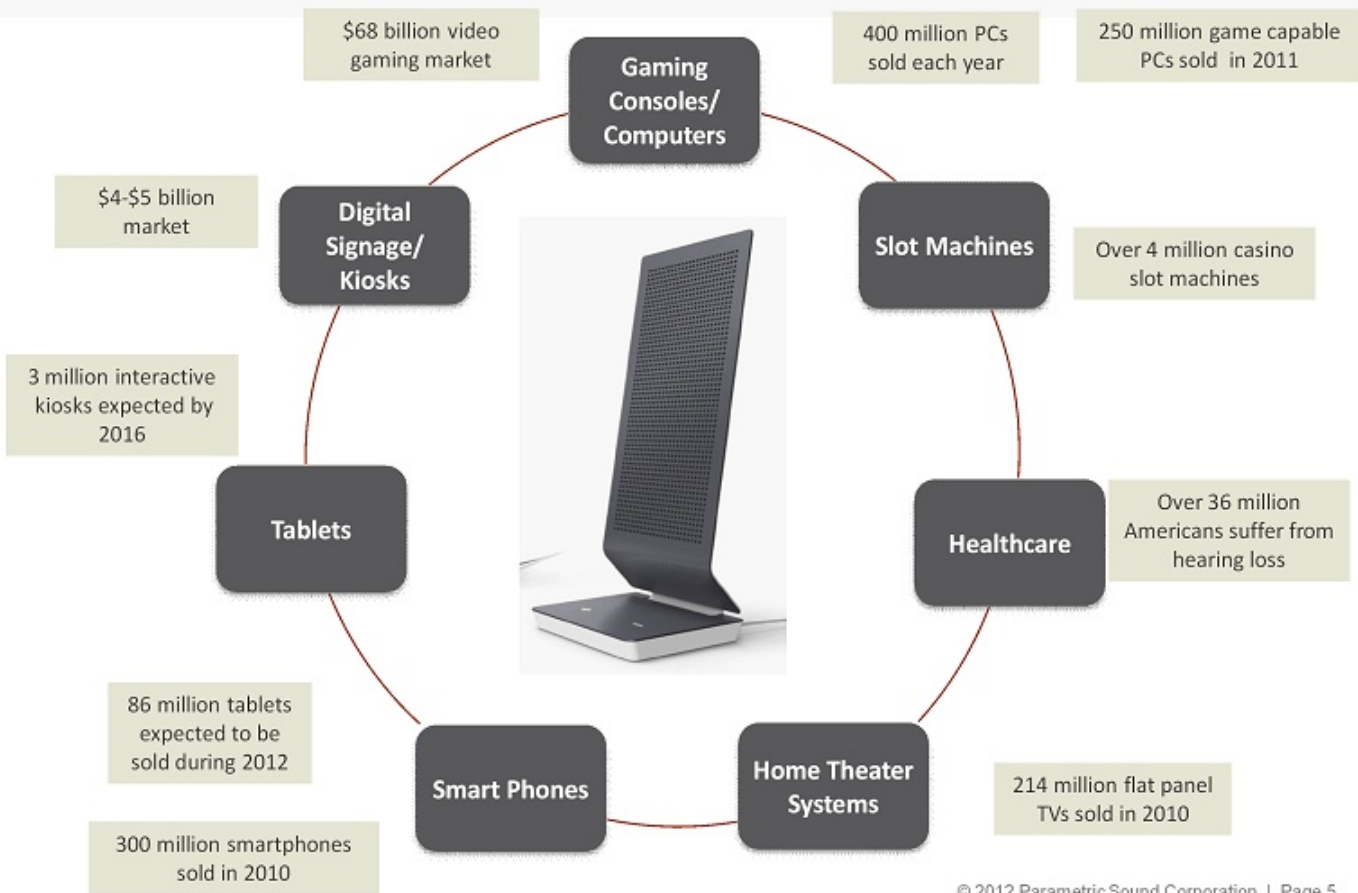 $68 billion video
gaming market
Gaming
Consoles/
Computers
400 million PCs
sold each year
250 million game capable
PCs sold in 2011
$4-$5 billion
market
Digital
Signage/
Kiosks
Slot Machines
Over 4 million casino
slot machines
3 million interactive
kiosks expected by
2016
Tablets
Healthcare
Over 36 million
Americans suffer from
hearing loss
86 million tablets
expected to be
sold during 2012
Smart Phones
Home Theater
Systems
214 million flat panel
TVs sold in 2010
300 million smartphones
sold in 2010
© 2012 Parametric Sound Corporation | Page 5